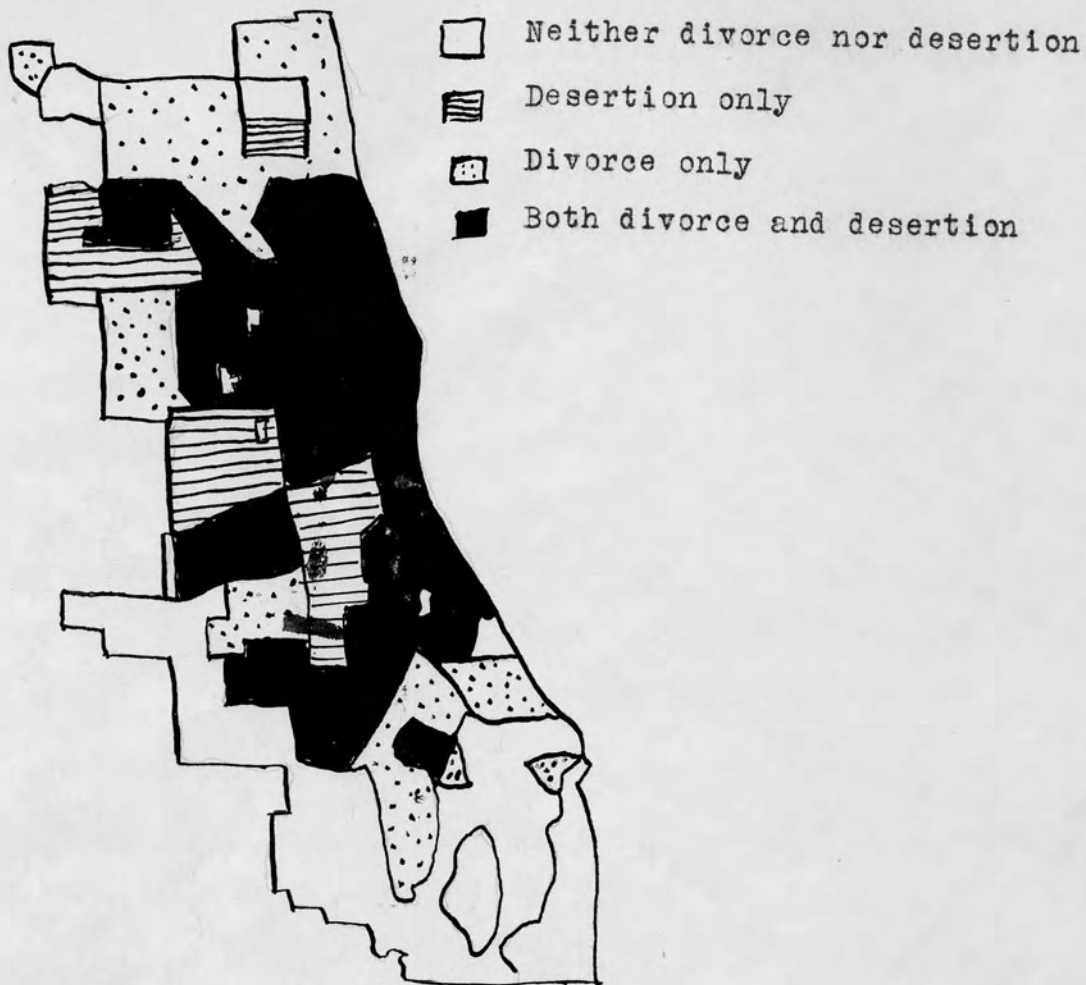 Neither divorce nor desertion
Desertion only
Divorce only
Both divorce and desertion